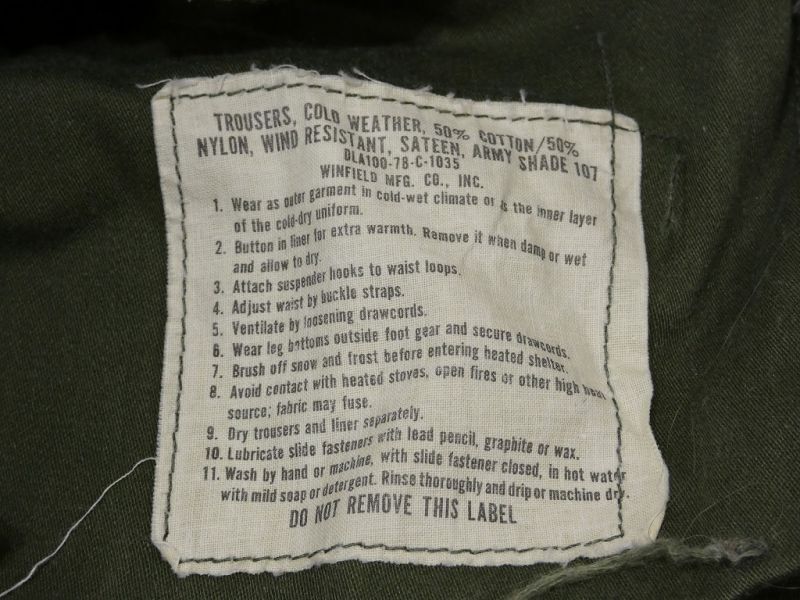 TROUSERS, COLD WEATHER, 50% COTTON/50%
NYLON, WIND RESISTANT, SATEEN, ARMY SHADE 107
DLA100-78-C-1035
WINFIELD MFG. CO., INC.
1. Wear as outer garment in cold-wet climate or as the inner layer
of the cold-dry uniform.
2. Button in liner for extra warmth. Remove it when damp or wet
and allow to dry.
3. Attach suspender hooks to waist loops.
4. Adjust waist by buckle straps.
5. Ventilate by loosening drawcords.
6. Wear leg bottoms outside foot gear and secure drawcords.
7. Brush off snow and frost before entering heated shelter.
8. Avoid contact with heated stoves, open fires or other high heat
source; fabric may fuse.
9. Dry trousers and liner separately.
10. Lubricate slide fasteners with lead pencil, graphite or wax.
11. Wash by hand or machine, with slide fastener closed, in hot water
with mild soap or detergent. Rinse thoroughly and drip or machine dry.
DO NOT REMOVE THIS LABEL